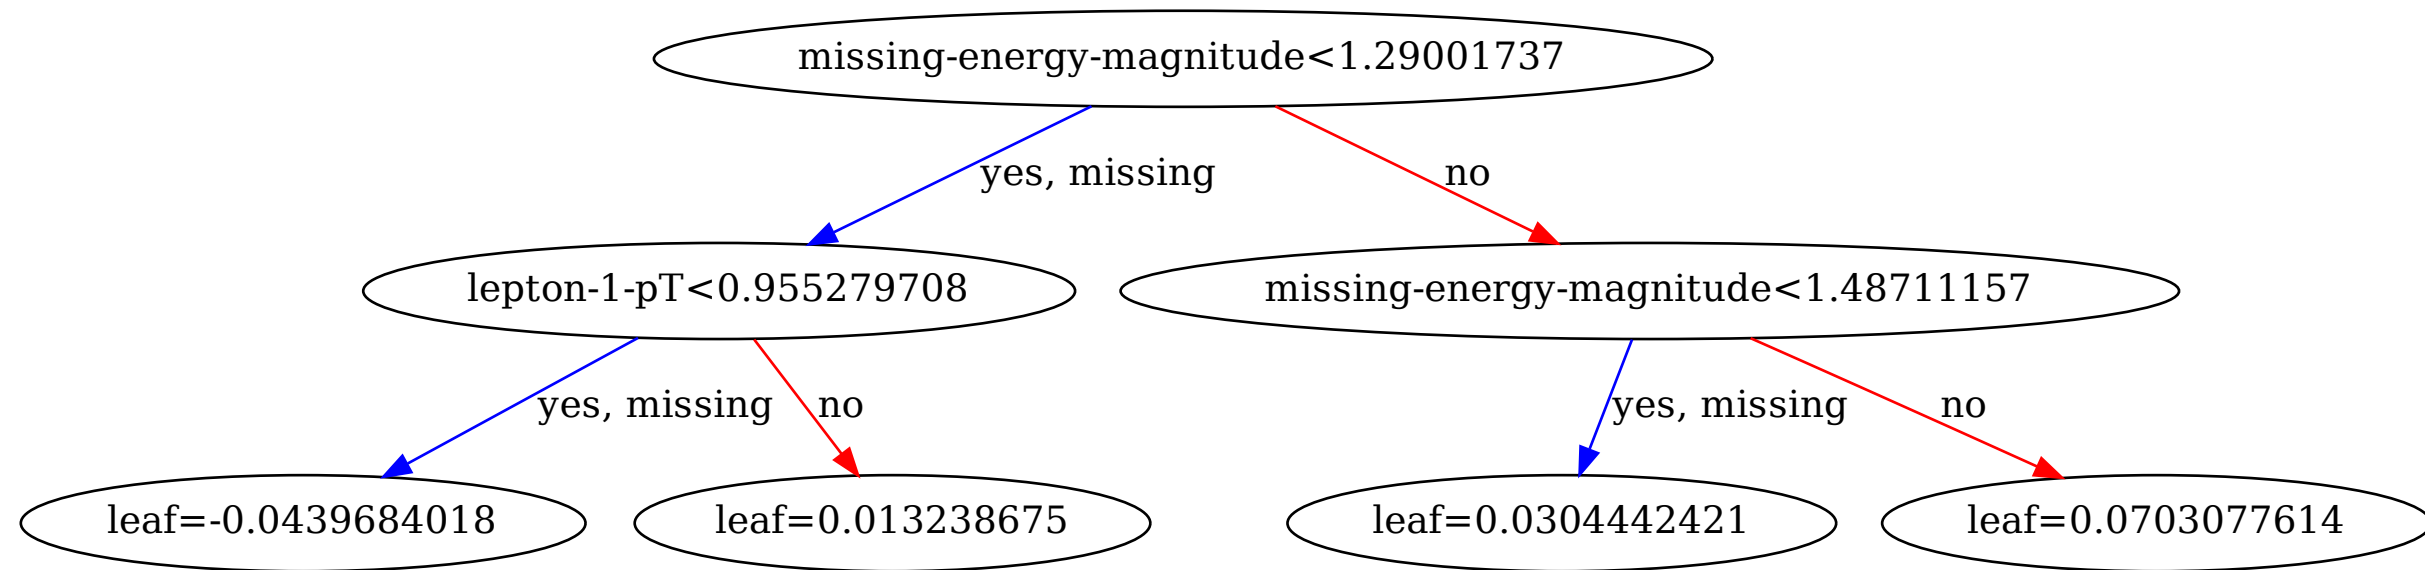 missing-energy-magnitude<1.29001737
yes, missing
no
lepton-1-pT<0.955279708
missing-energy-magnitude<1.48711157
yes, missing
no
yes, missing
no
leaf=-0.0439684018
leaf=0.013238675
leaf=0.0304442421
leaf=0.0703077614